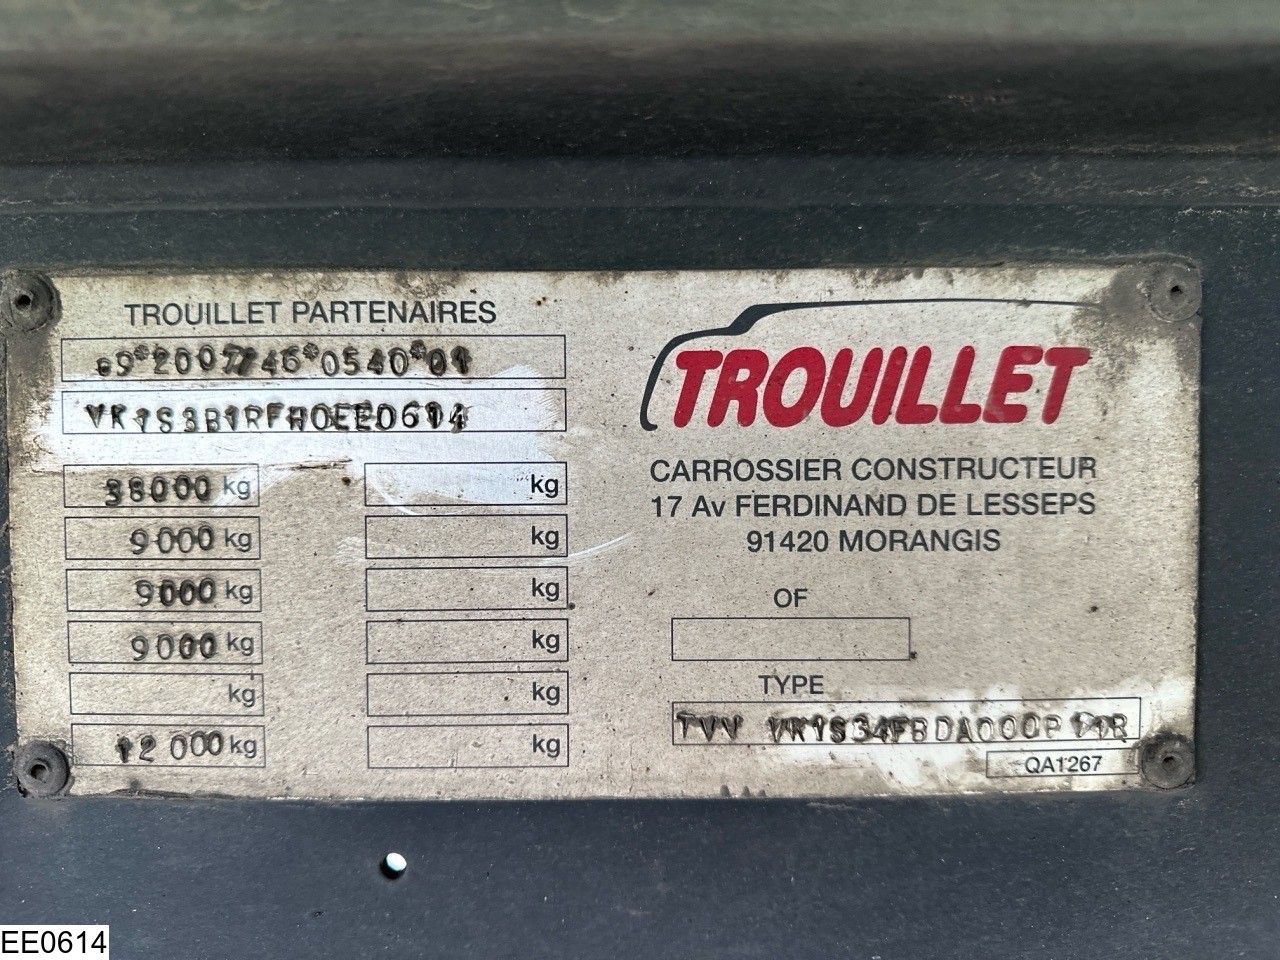 TROUILLET PARTENAIRES
e9*2007/46*0540*01
VK1S3B1RFH0EE0614
38000 kg
kg
9000 kg
kg
9000 kg
kg
9000 kg
kg
kg
kg
12 000 kg
kg
TROUILLET
CARROSSIER CONSTRUCTEUR
17 Av FERDINAND DE LESSEPS
91420 MORANGIS
OF
TYPE
TVV
QA1267
EE0614